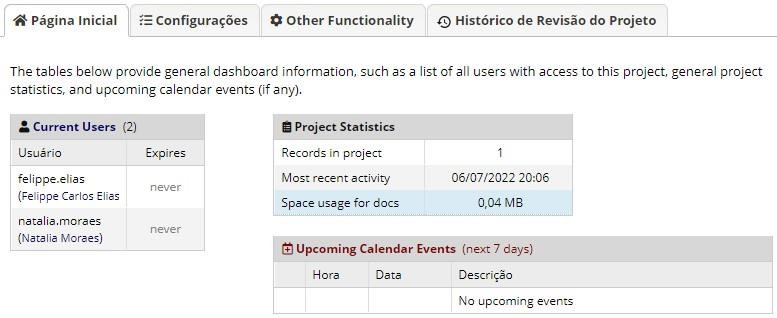 Página Inicial
Configurações
Other Functionality
Histórico de Revisão do Projeto
The tables below provide general dashboard information, such as a list of all users with access to this project, general project
statistics, and upcoming calendar events (if any).
Current Users (2)
Usuário Expires
felippe.elias
(Felippe Carlos Elias
never
natalia.moraes
(Natalia Moraes)
never
Project Statistics
Records in project 1
Most recent activity 06/07/2022 20:06
Space usage for docs 0,04 MB
Upcoming Calendar Events (next 7 days)
Hora Data Descrição
No upcoming events